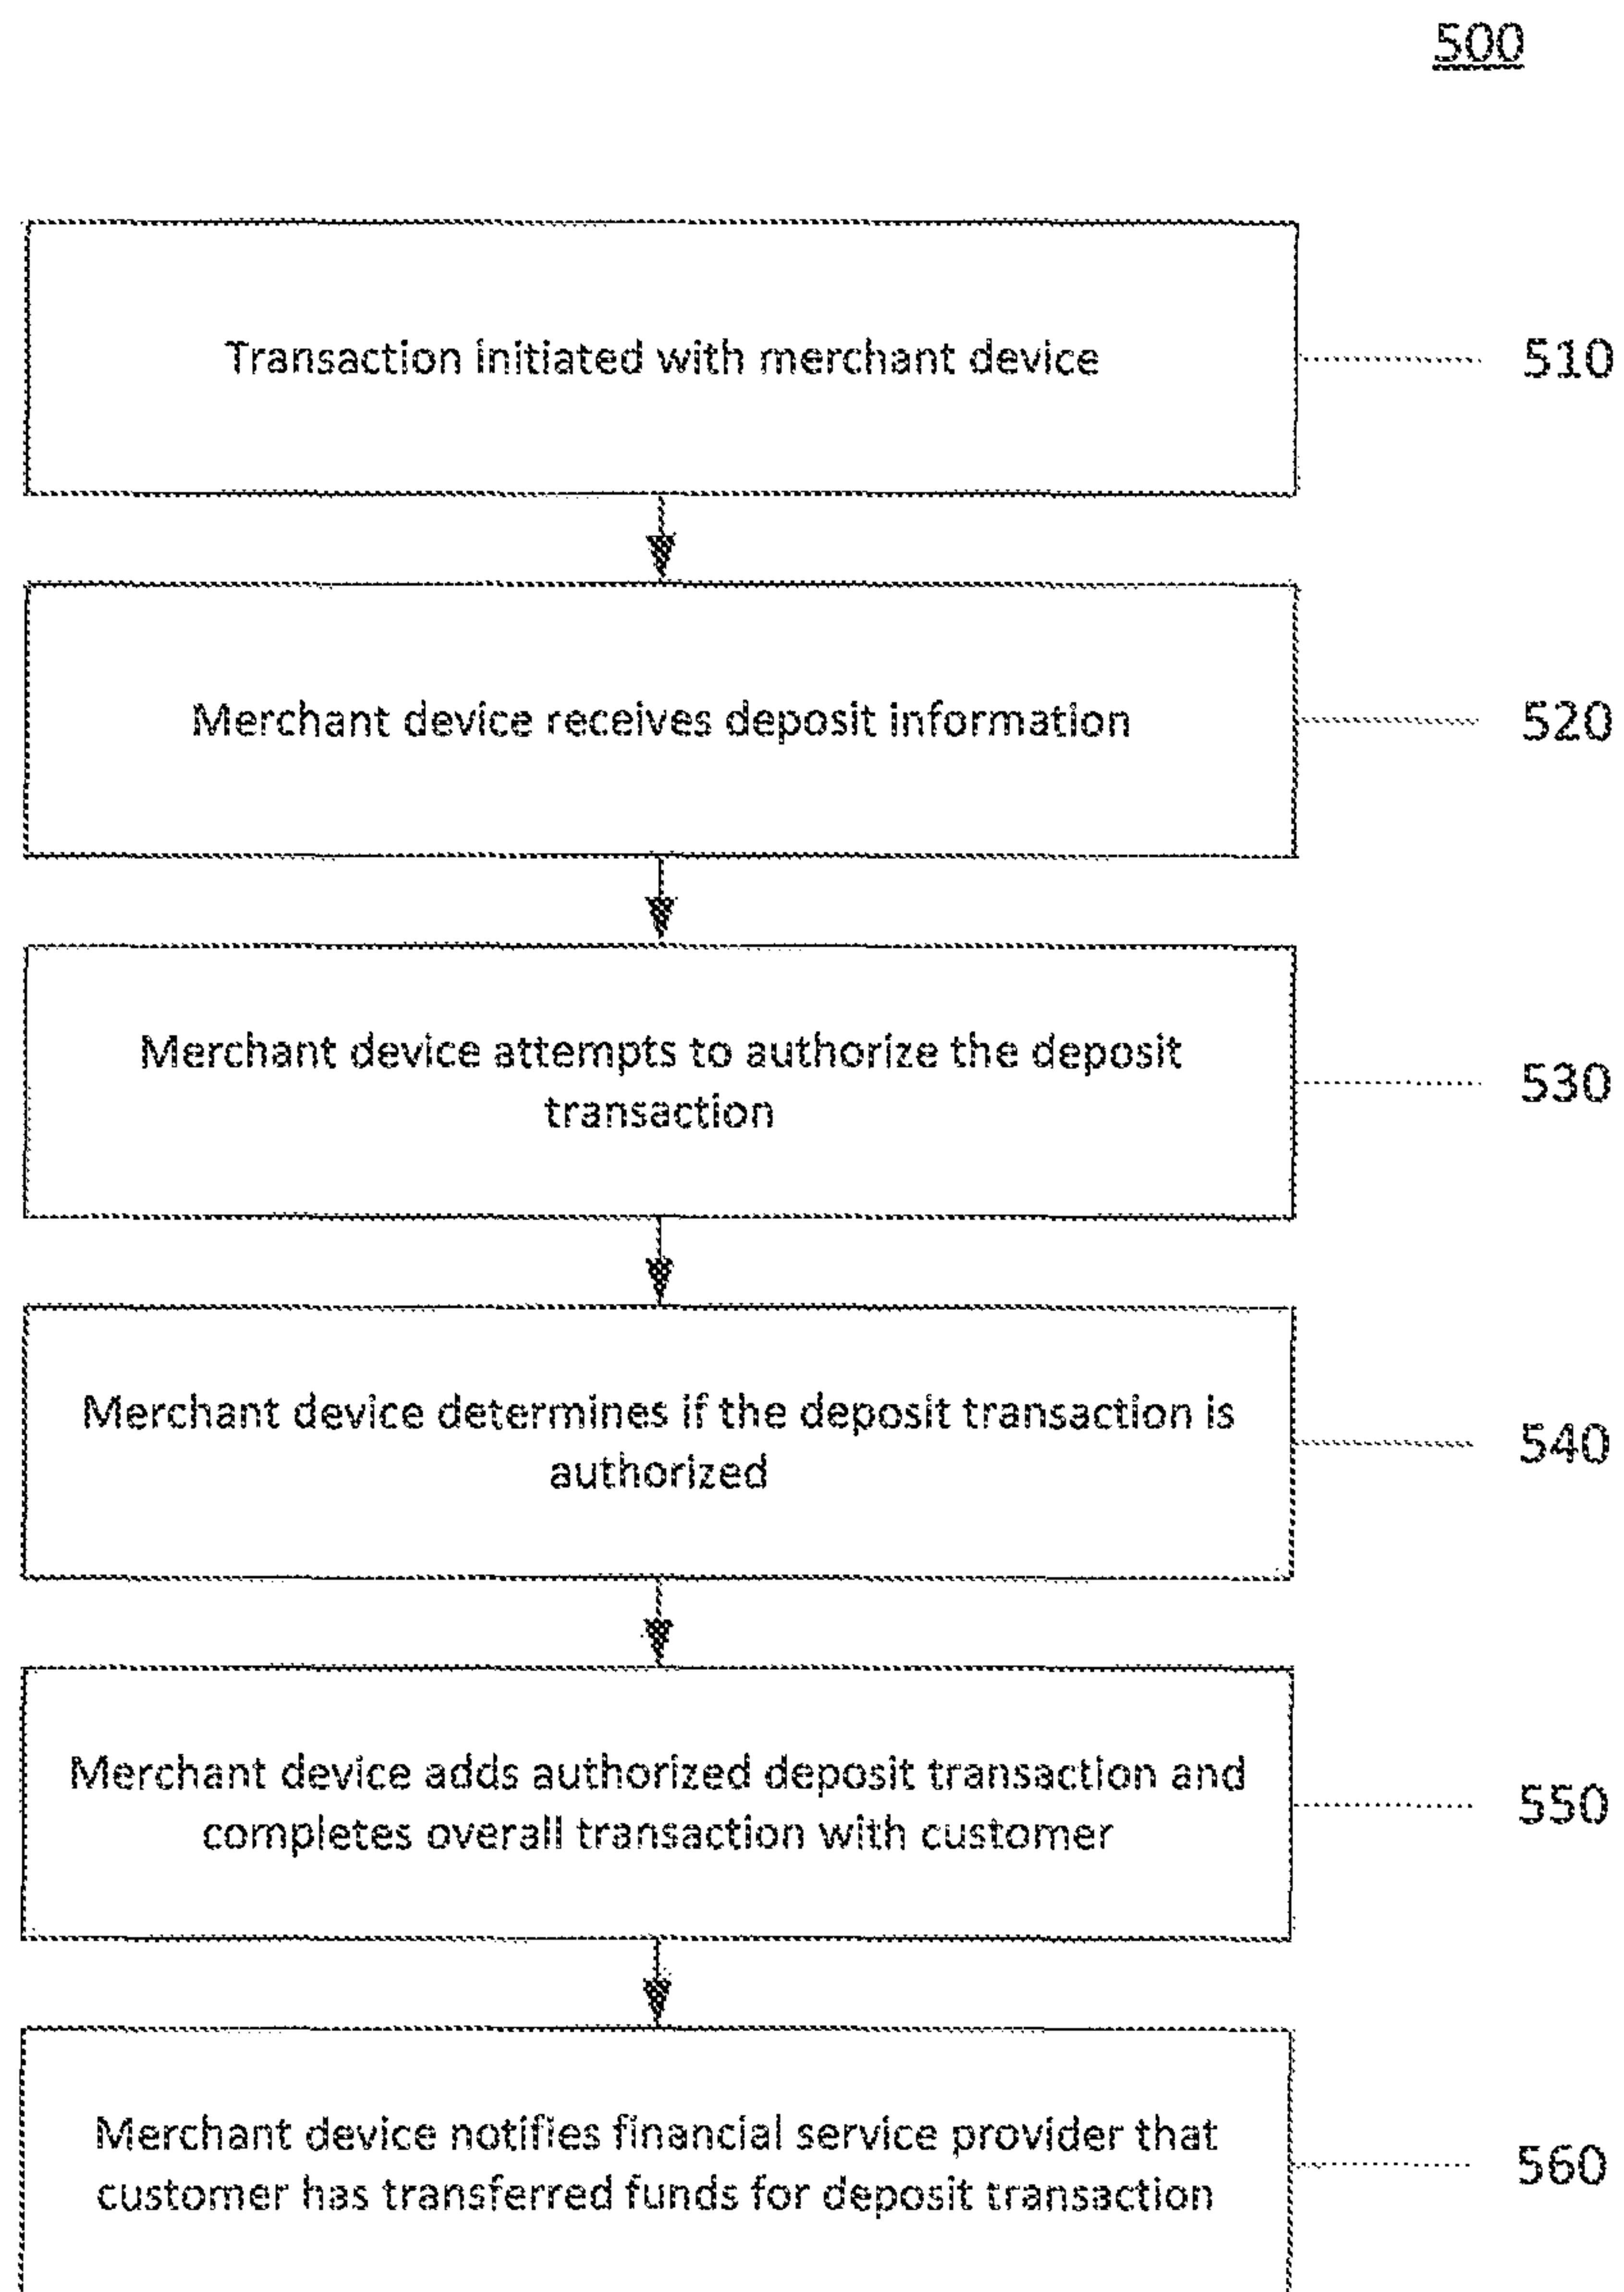 500
Transaction initiated with merchant device
510
Merchant device receives deposit information
520
Merchant device attempts to authorize the deposit
transaction
530
Merchant device determines if the deposit transaction is
authorized
540
Merchant device adds authorized deposit transaction and
completes overall transaction with customer
550
Merchant device notifies financial service provider that
customer has transferred funds for deposit transaction
560